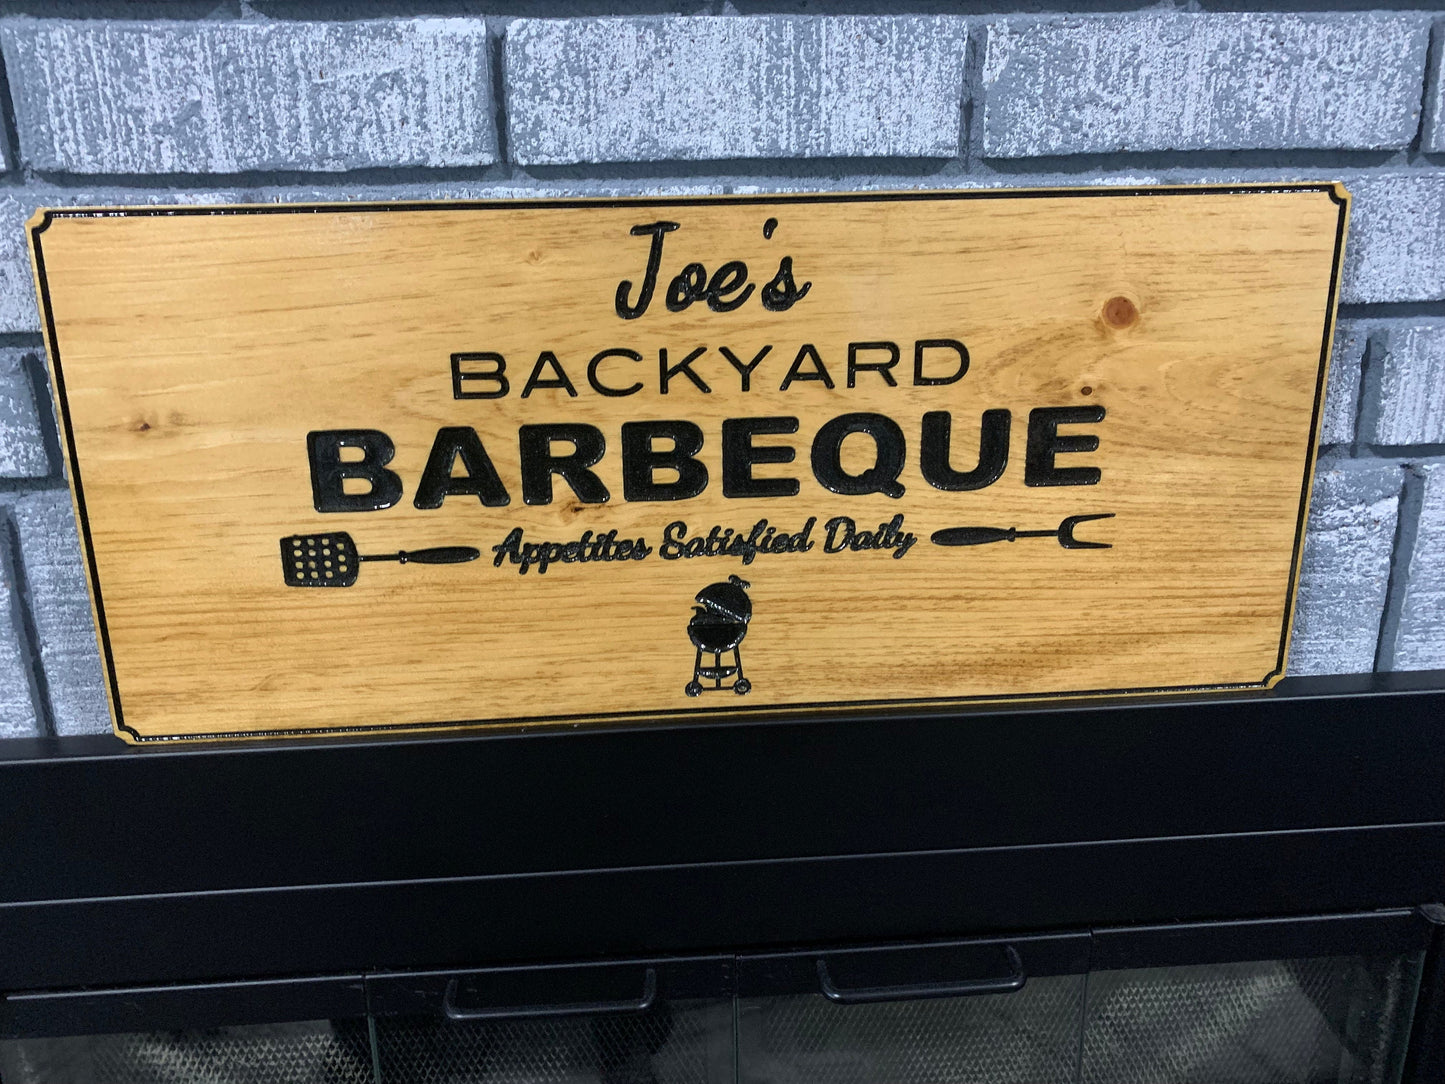 Joe's
BACKYARD
BARBEQUE
Appetites Satisfied Daily